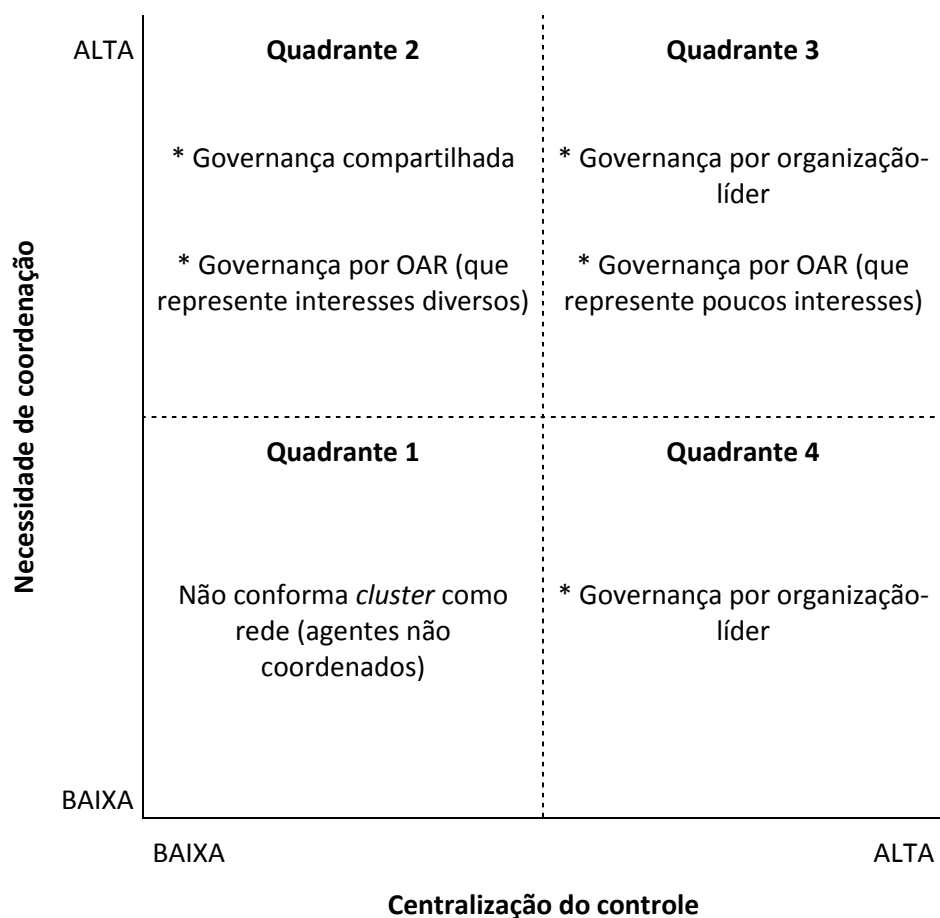 ALTA
Quadrante 2
Quadrante 3
* Governança compartilhada
* Governança por organização-
líder
* Governança por OAR (que
represente interesses diversos)
* Governança por OAR (que
represente poucos interesses)
Necessidade de coordenação
Quadrante 1
Quadrante 4
Não conforma cluster como
rede (agentes não
coordenados)
* Governança por organização-
líder
BAIXA
BAIXA
ALTA
Centralização do controle